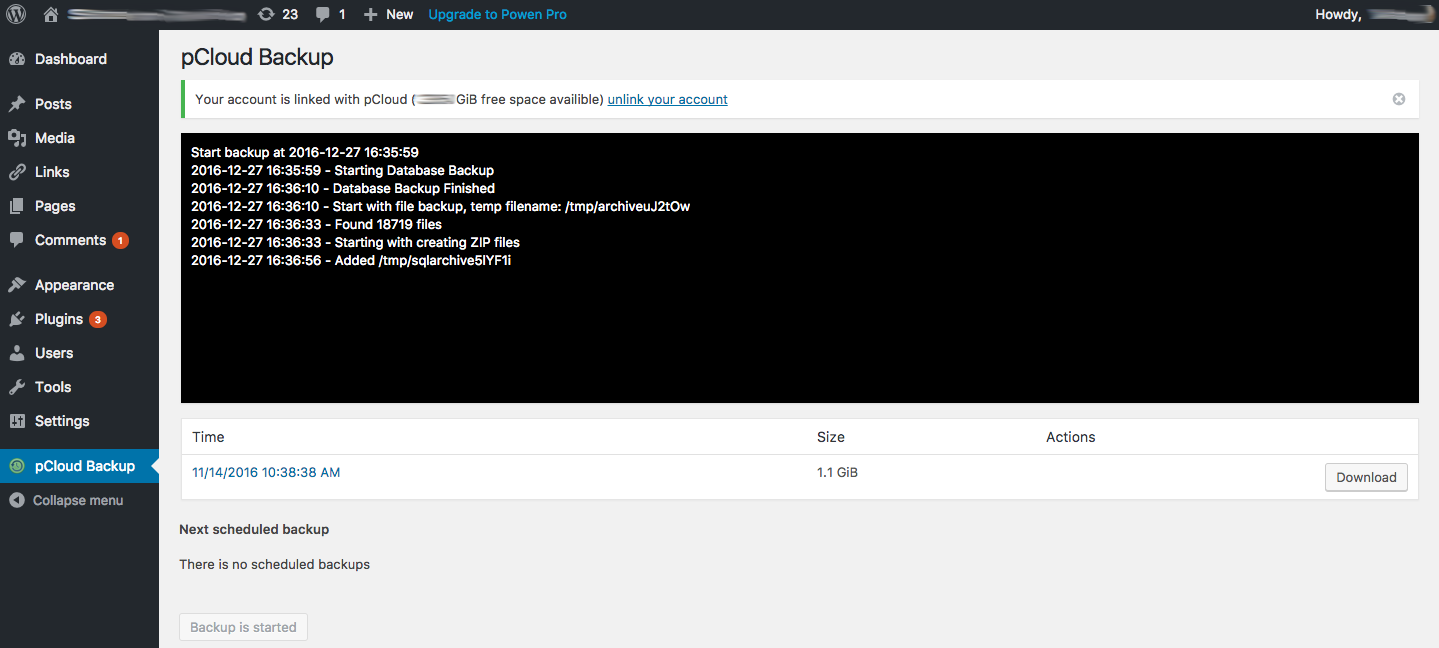 23 1 New Upgrade to Powen Pro Howdy,
Dashboard
Posts
Media
Links
Pages
Comments 1
Appearance
Plugins 3
Users
Tools
Settings
pCloud Backup
Collapse menu
pCloud Backup
Your account is linked with pCloud ( GiB free space availible) unlink your account
Start backup at 2016-12-27 16:35:59
2016-12-27 16:35:59 - Starting Database Backup
2016-12-27 16:36:10 - Database Backup Finished
2016-12-27 16:36:10 - Start with file backup, temp filename: /tmp/archiveuJ2tOw
2016-12-27 16:36:33 - Found 18719 files
2016-12-27 16:36:33 - Starting with creating ZIP files
2016-12-27 16:36:56 - Added /tmp/sqlarchive5lYF1i
Time Size Actions
11/14/2016 10:38:38 AM 1.1 GiB Download
Next scheduled backup
There is no scheduled backups
Backup is started